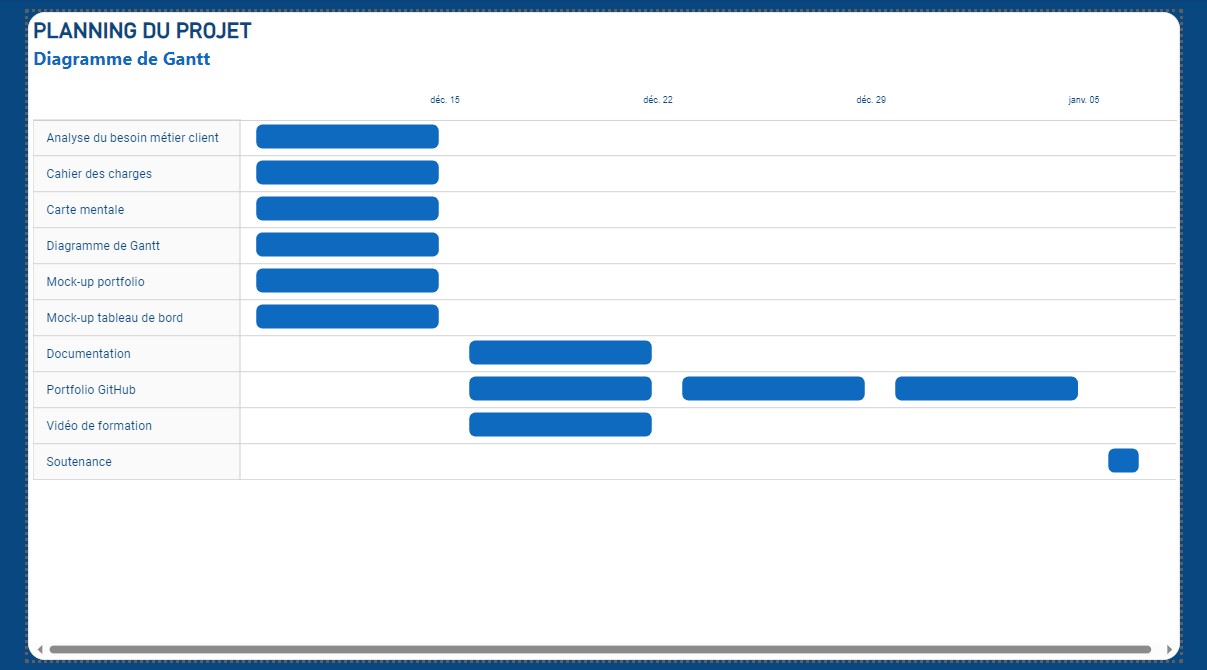 PLANNING DU PROJET
Diagramme de Gantt
déc. 15 déc. 22 déc. 29 janv. 05
Analyse du besoin métier client
Cahier des charges
Carte mentale
Diagramme de Gantt
Mock-up portfolio
Mock-up tableau de bord
Documentation
Portfolio GitHub
Vidéo de formation
Soutenance